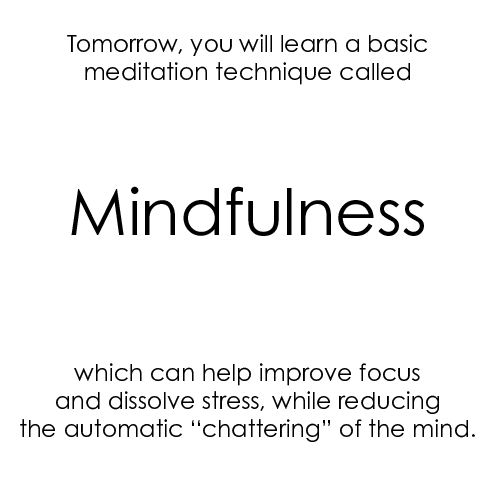 Tomorrow, you will learn a basic
meditation technique called
Mindfulness
which can help improve focus
and dissolve stress, while reducing
the automatic “chattering” of the mind.